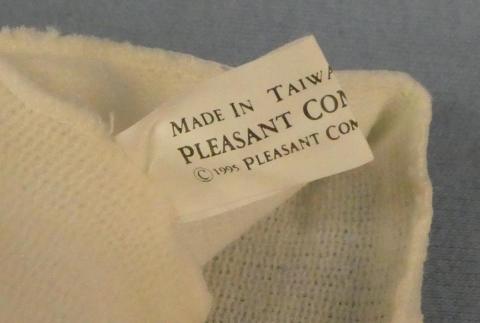 MADE IN TAIWA
PLEASANT COM
© 1995 PLEASANT COM